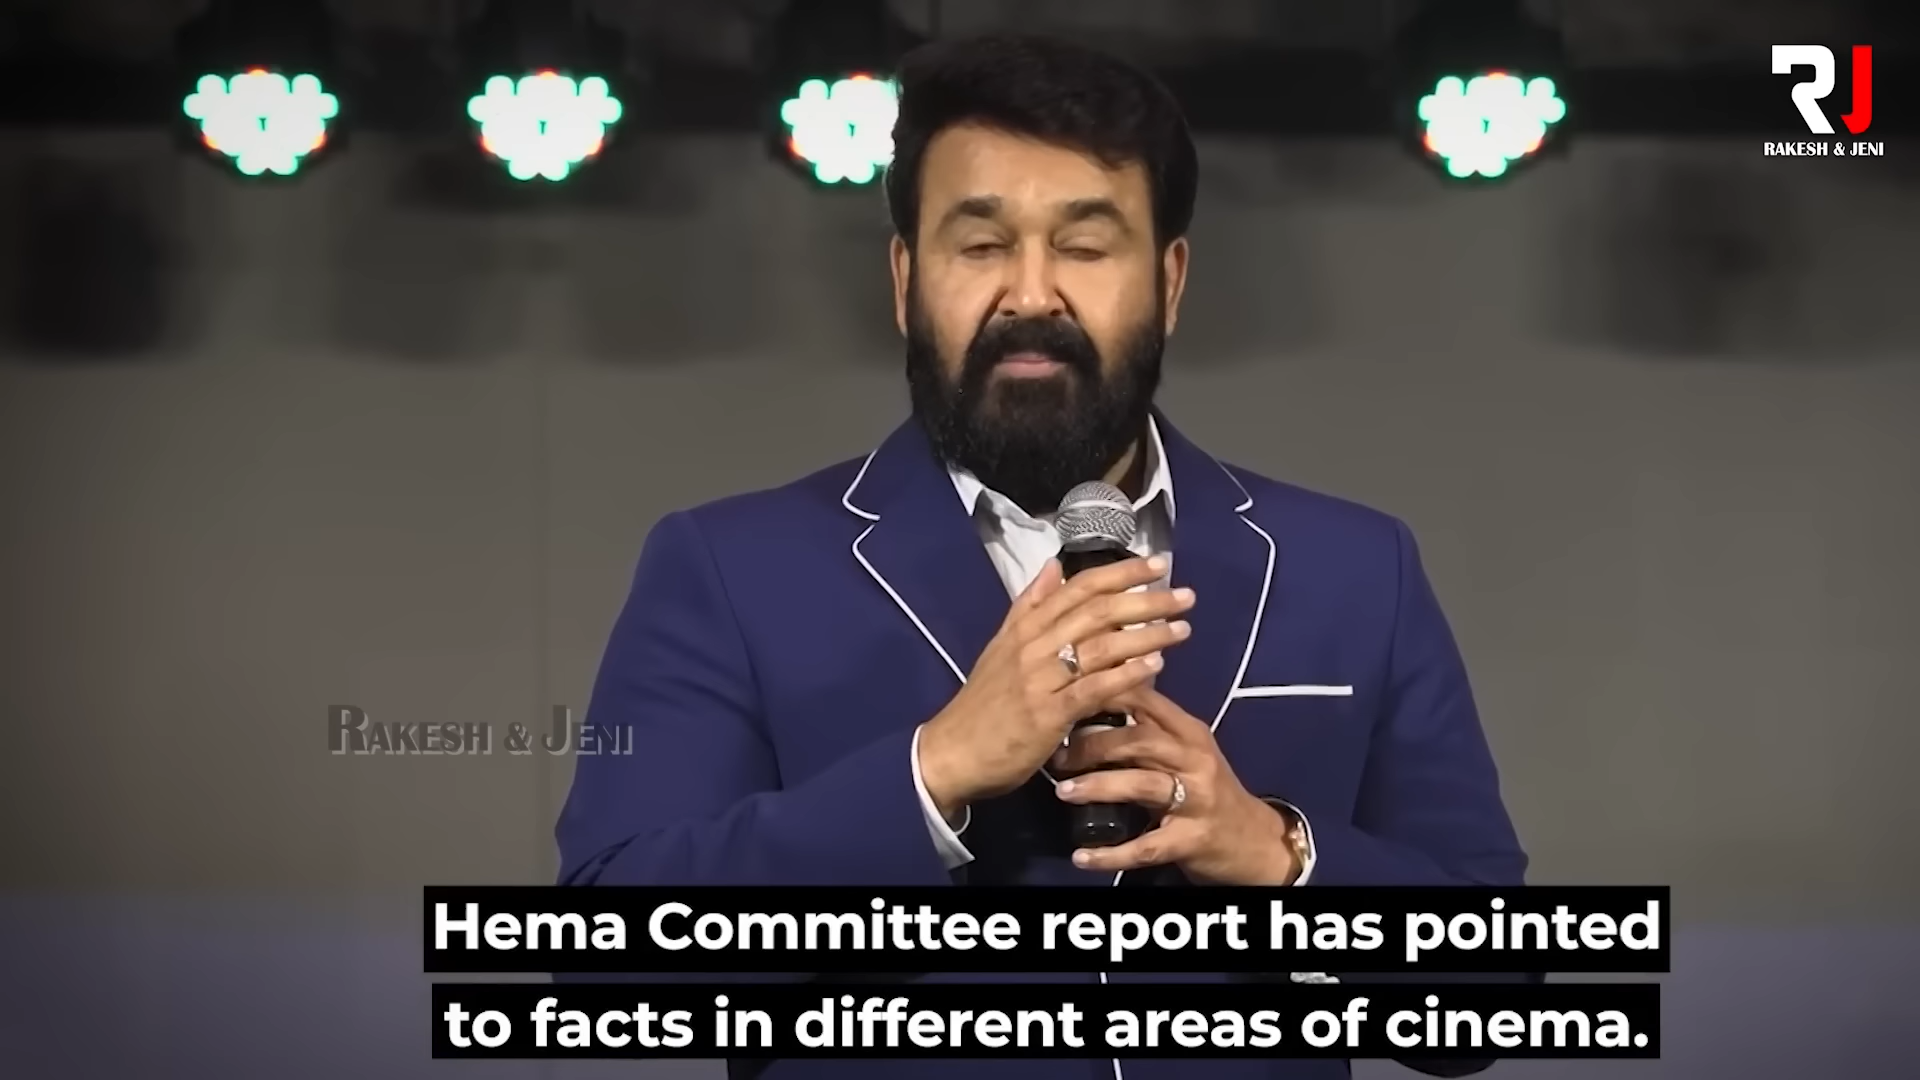 RJ
RAKESH & JENI
RAKESH & JENI
Hema Committee report has pointed
to facts in different areas of cinema.